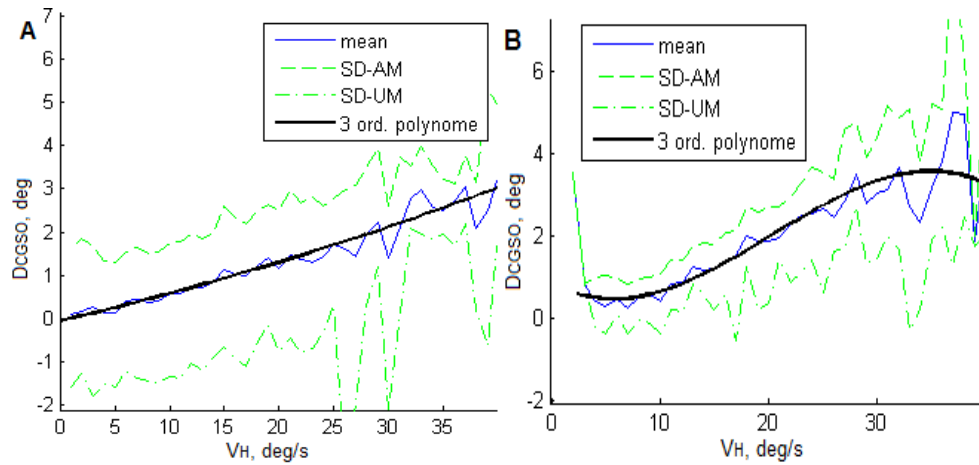 A
7
6
5
4
3
2
1
0
-1
-2
DCGSO, deg
0 5 10 15 20 25 30 35
VH, deg/s
mean
SD-AM
SD-UM
3 ord. polynome
B
6
4
2
0
-2
DCGSO, deg
0 10 20 30
VH, deg/s
mean
SD-AM
SD-UM
3 ord. polynome